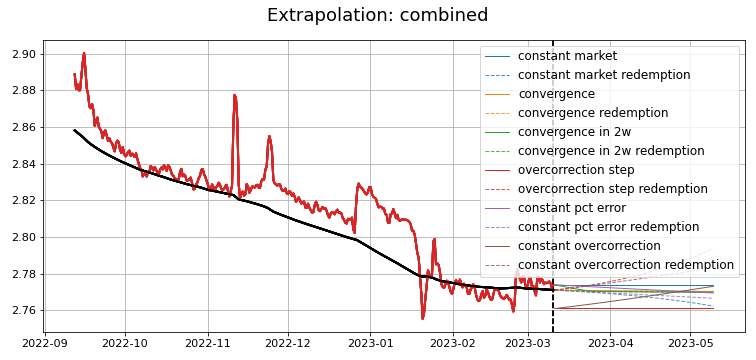 Extrapolation: combined
2.90
2.88
2.86
2.84
2.82
2.80
2.78
2.76
constant market
constant market redemption
convergence
convergence redemption
convergence in 2w
convergence in 2w redemption
overcorrection step
overcorrection step redemption
constant pct error
constant pct error redemption
constant overcorrection
constant overcorrection redemption
2022-09 2022-10 2022-11 2022-12 2023-01 2023-02 2023-03 2023-04 2023-05